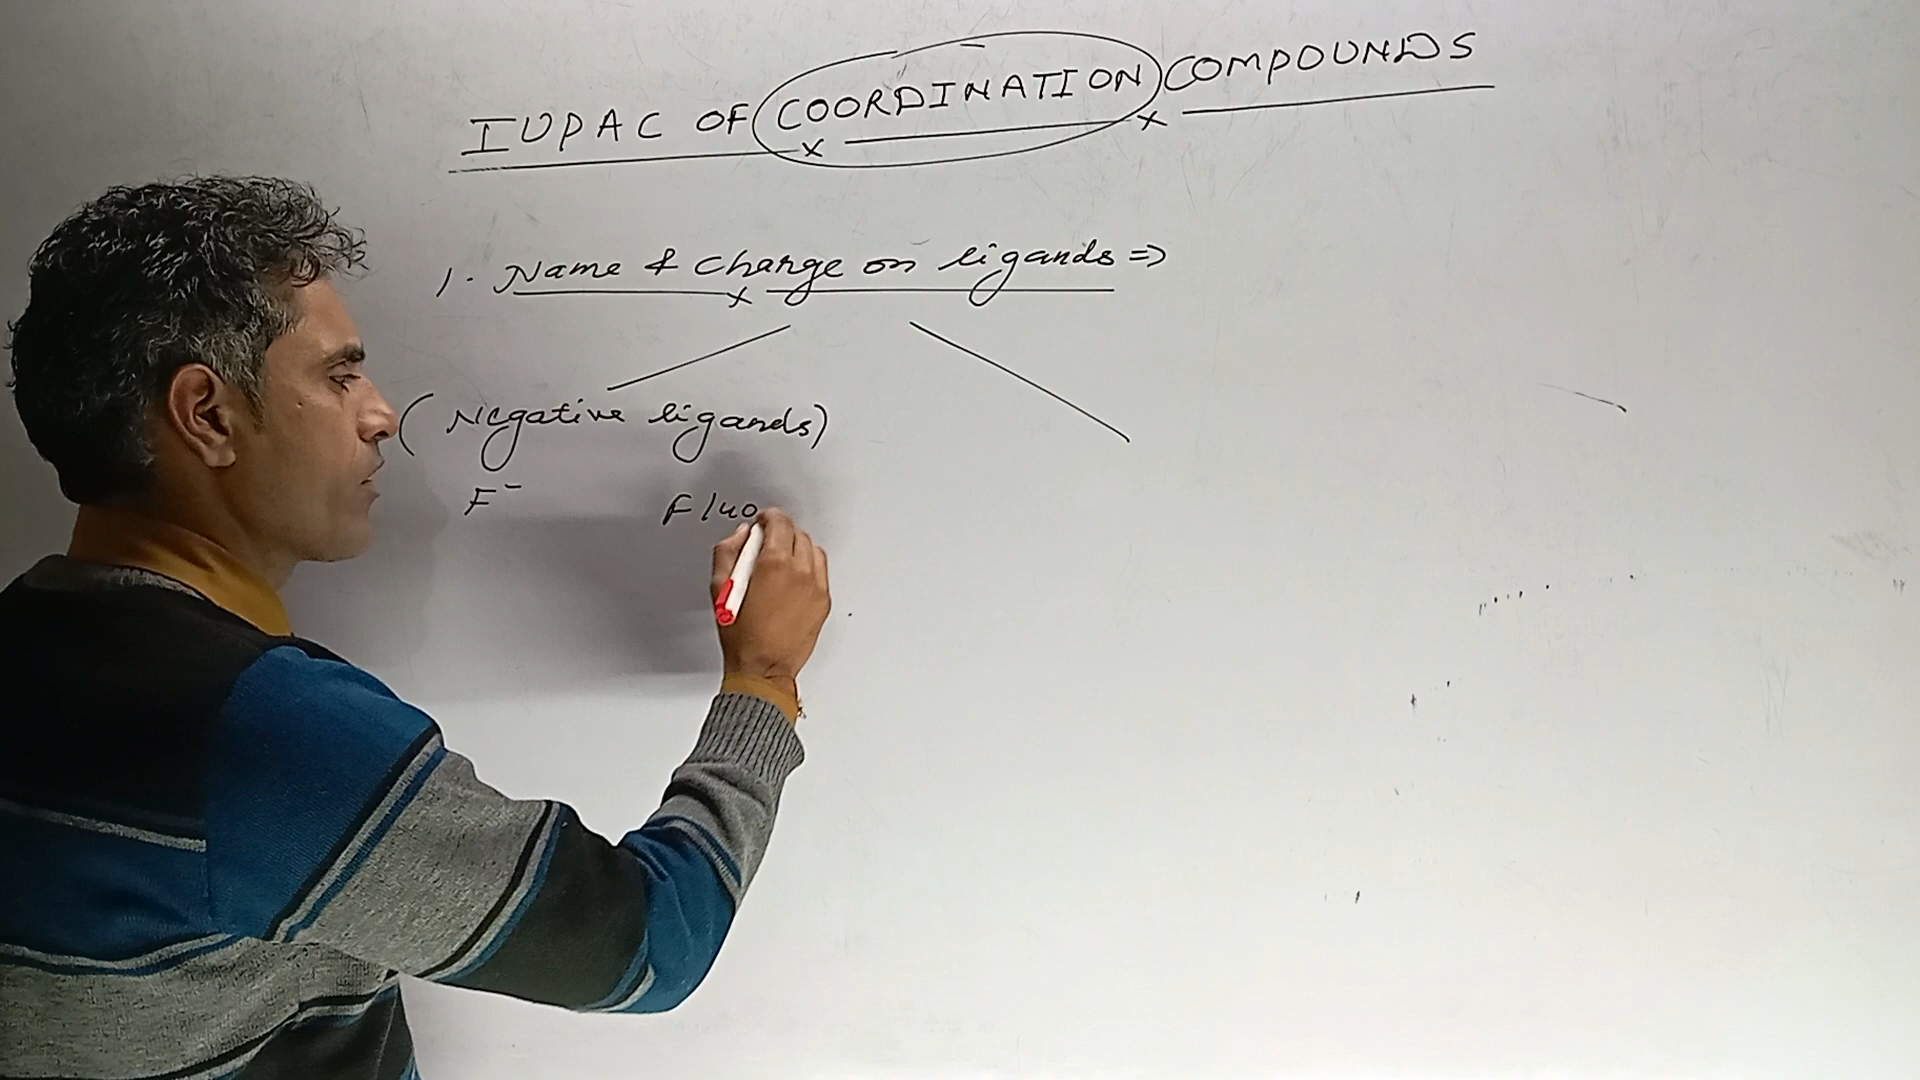 IUPAC OF COORDINATION COMPOUNDS
1. Name & Charge on ligands ⇒
(Negative ligands)
F⁻ Fluo